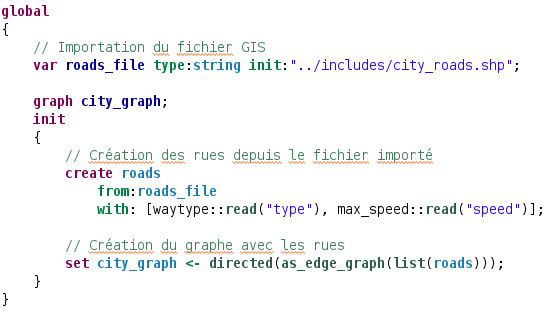 global
{
// Importation du fichier GIS
var roads_file type:string init:"../includes/city_roads.shp";
graph city_graph;
init
{
// Création des rues depuis le fichier importé
create roads
from:roads_file
with: [waytype::read("type"), max_speed::read("speed")];
// Création du graphe avec les rues
set city_graph <- directed(as_edge_graph(list(roads)));
}
}